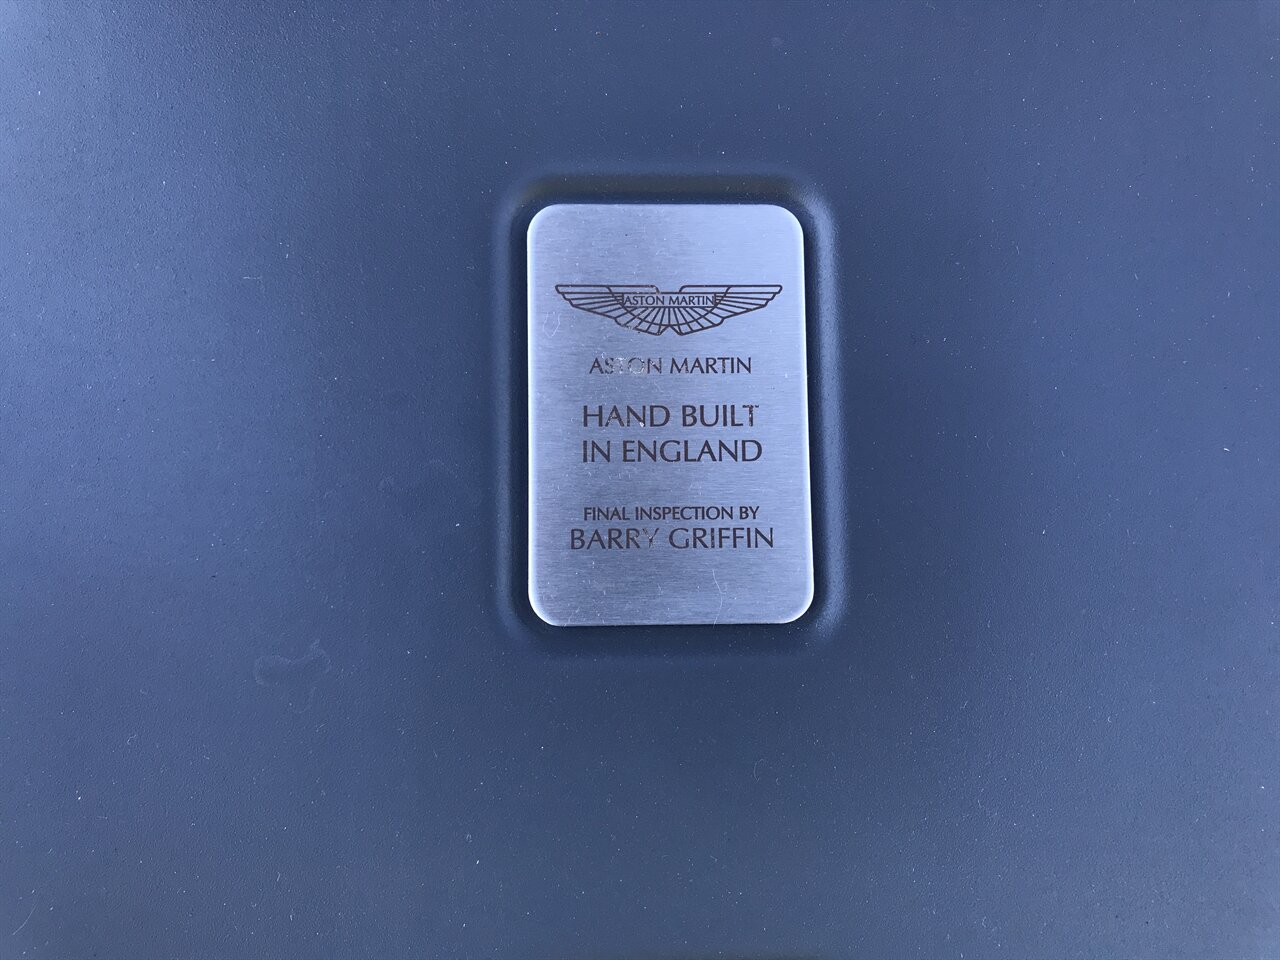 ASTON MARTIN
ASTON MARTIN
HAND BUILT
IN ENGLAND
FINAL INSPECTION BY
BARRY GRIFFIN